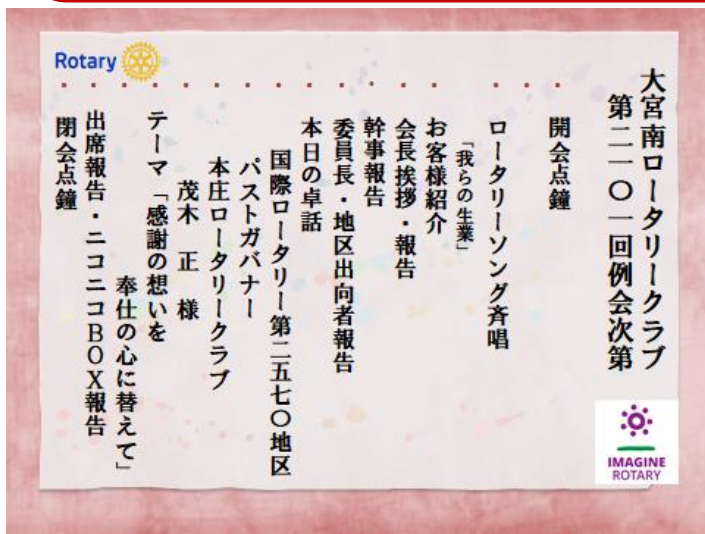 大宮南ロータリークラブ
第二一〇一回例会次第
開会点鐘
ロータリーソング斉唱
「我らの生業」
お客様紹介
会長挨拶・報告
幹事報告
委員長・地区出向者報告
本日の卓話
国際ロータリー第二五七〇地区
パストガバナー
本庄ロータリークラブ
茂木　正　様
テーマ「感謝の想いを
奉仕の心に替えて」
出席報告・ニコニコBOX報告
閉会点鐘
Rotary
IMAGINE
ROTARY